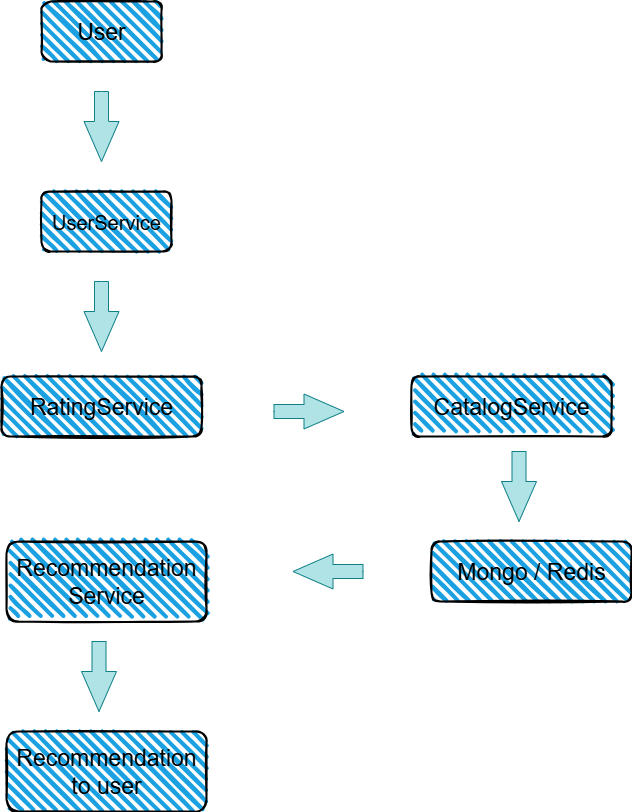 User
UserService
RatingService
CatalogService
Recommendation
Service
Mongo / Redis
Recommendation
to user